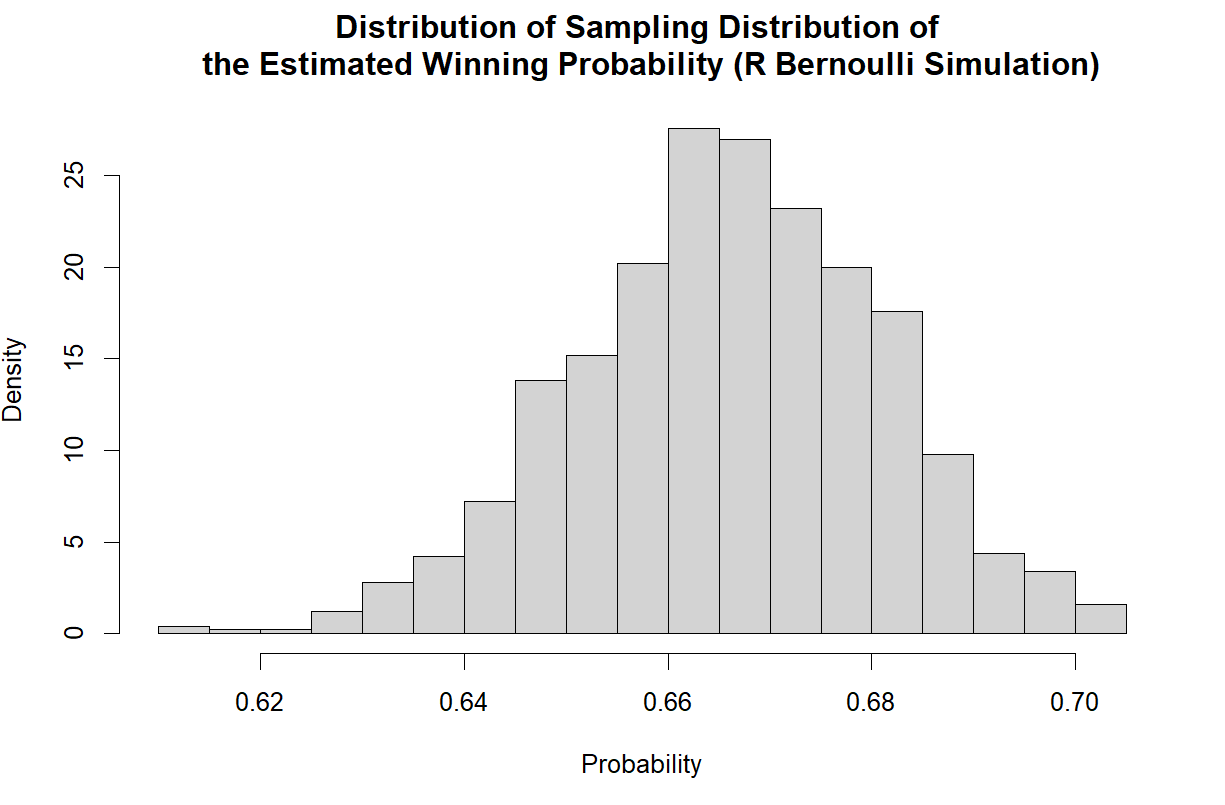 Distribution of Sampling Distribution of
the Estimated Winning Probability (R Bernoulli Simulation)
25
20
15
10
5
0
Density
0.62 0.64 0.66 0.68 0.70
Probability